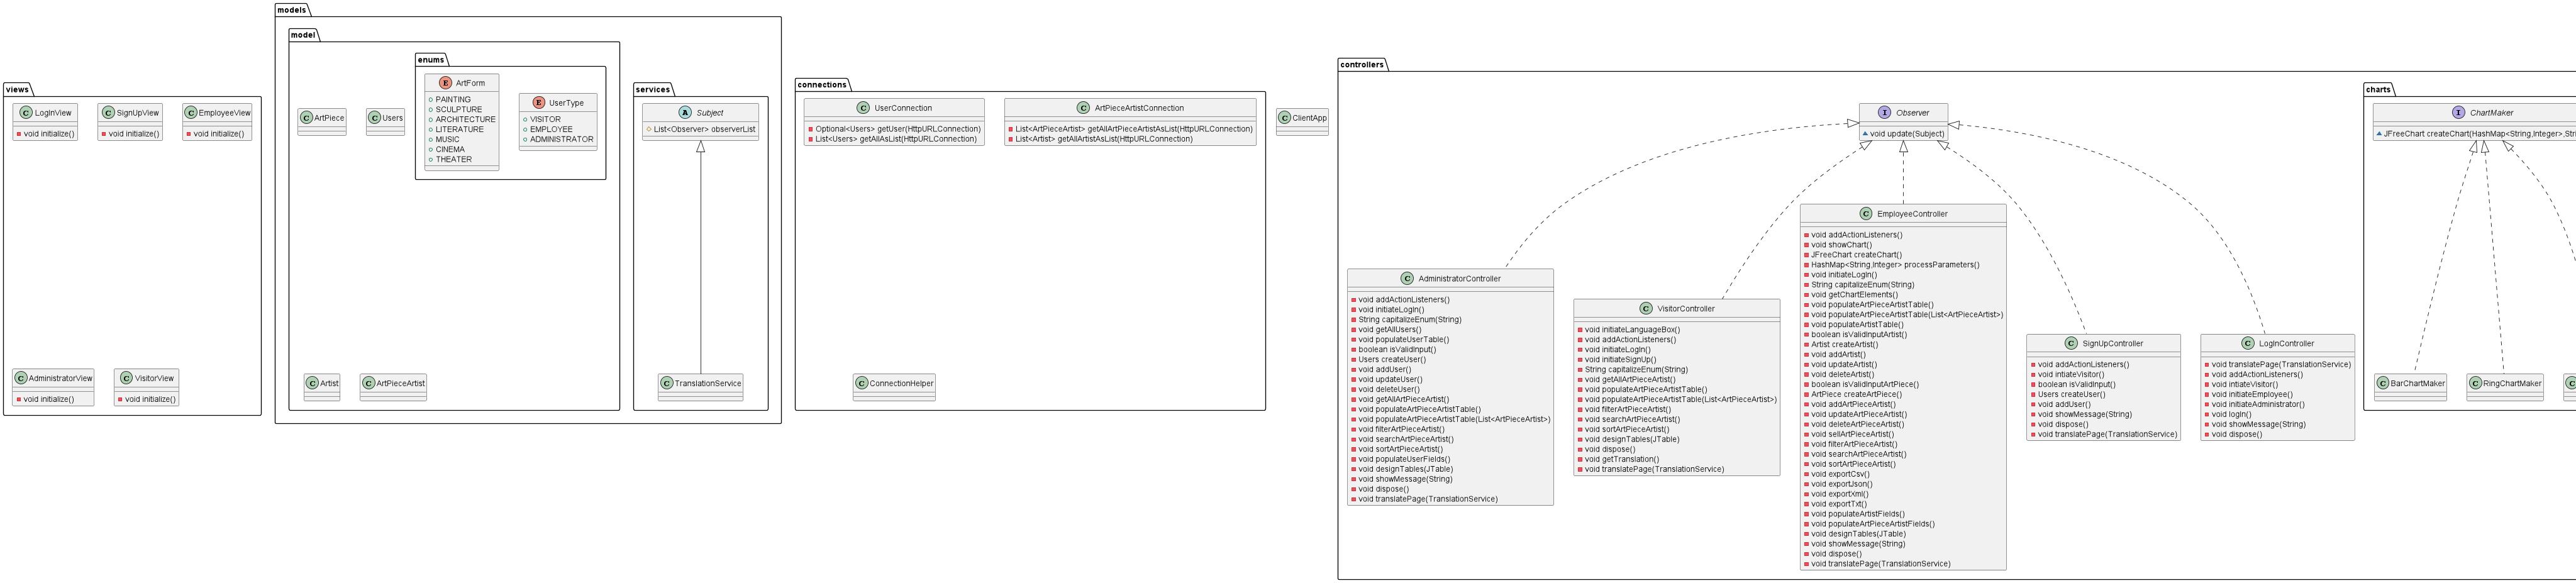 views
LogInView
void initialize()
SignUpView
void initialize()
EmployeeView
void initialize()
AdministratorView
void initialize()
VisitorView
void initialize()
models
model
ArtPiece
Users
enums
ArtForm
PAINTING
SCULPTURE
ARCHITECTURE
LITERATURE
MUSIC
CINEMA
THEATER
UserType
VISITOR
EMPLOYEE
ADMINISTRATOR
Artist
ArtPieceArtist
services
Subject
List<Observer> observerList
TranslationService
connections
UserConnection
Optional<Users> getUser(HttpURLConnection)
List<Users> getAllAsList(HttpURLConnection)
ArtPieceArtistConnection
List<ArtPieceArtist> getAllArtPieceArtistAsList(HttpURLConnection)
List<Artist> getAllArtistAsList(HttpURLConnection)
ConnectionHelper
ClientApp
controllers
Observer
void update(Subject)
AdministratorController
void addActionListeners()
void initiateLogIn()
String capitalizeEnum(String)
void getAllUsers()
void populateUserTable()
boolean isValidInput()
Users createUser()
void addUser()
void updateUser()
void deleteUser()
void getAllArtPieceArtist()
void populateArtPieceArtistTable()
void populateArtPieceArtistTable(List<ArtPieceArtist>)
void filterArtPieceArtist()
void searchArtPieceArtist()
void sortArtPieceArtist()
void populateUserFields()
void designTables(JTable)
void showMessage(String)
void dispose()
void translatePage(TranslationService)
VisitorController
void initiateLanguageBox()
void addActionListeners()
void initiateLogIn()
void initiateSignUp()
String capitalizeEnum(String)
void getAllArtPieceArtist()
void populateArtPieceArtistTable()
void populateArtPieceArtistTable(List<ArtPieceArtist>)
void filterArtPieceArtist()
void searchArtPieceArtist()
void sortArtPieceArtist()
void designTables(JTable)
void dispose()
void getTranslation()
void translatePage(TranslationService)
EmployeeController
void addActionListeners()
void showChart()
JFreeChart createChart()
HashMap<String,Integer> processParameters()
void initiateLogIn()
String capitalizeEnum(String)
void getChartElements()
void populateArtPieceArtistTable()
void populateArtPieceArtistTable(List<ArtPieceArtist>)
void populateArtistTable()
boolean isValidInputArtist()
Artist createArtist()
void addArtist()
void updateArtist()
void deleteArtist()
boolean isValidInputArtPiece()
ArtPiece createArtPiece()
void addArtPieceArtist()
void updateArtPieceArtist()
void deleteArtPieceArtist()
void sellArtPieceArtist()
void filterArtPieceArtist()
void searchArtPieceArtist()
void sortArtPieceArtist()
void exportCsv()
void exportJson()
void exportXml()
void exportTxt()
void populateArtistFields()
void populateArtPieceArtistFields()
void designTables(JTable)
void showMessage(String)
void dispose()
void translatePage(TranslationService)
SignUpController
void addActionListeners()
void intiateVisitor()
boolean isValidInput()
Users createUser()
void addUser()
void showMessage(String)
void dispose()
void translatePage(TranslationService)
LogInController
void translatePage(TranslationService)
void addActionListeners()
void intiateVisitor()
void initiateEmployee()
void initiateAdministrator()
void logIn()
void showMessage(String)
void dispose()
charts
ChartMaker
JFreeChart createChart(HashMap<String,Integer>,Stri
BarChartMaker
RingChartMaker